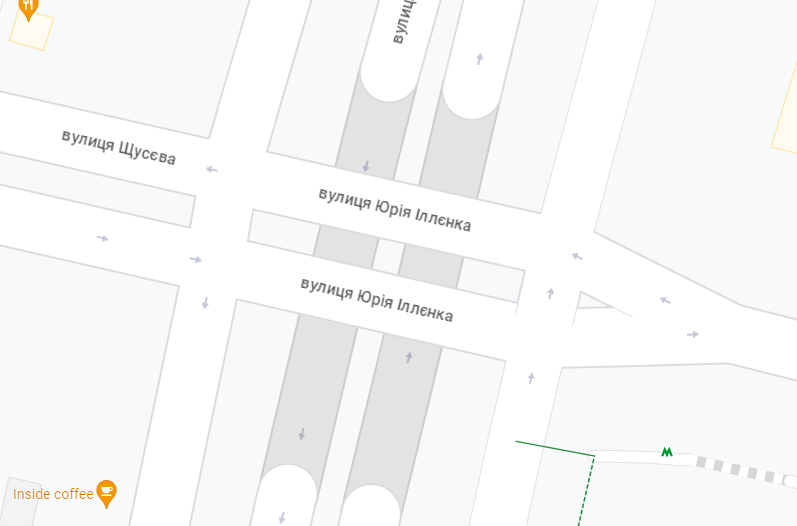 вулиця Щусєва
вулиця Юрія Іллєнка
вулиця Юрія Іллєнка
Inside coffee